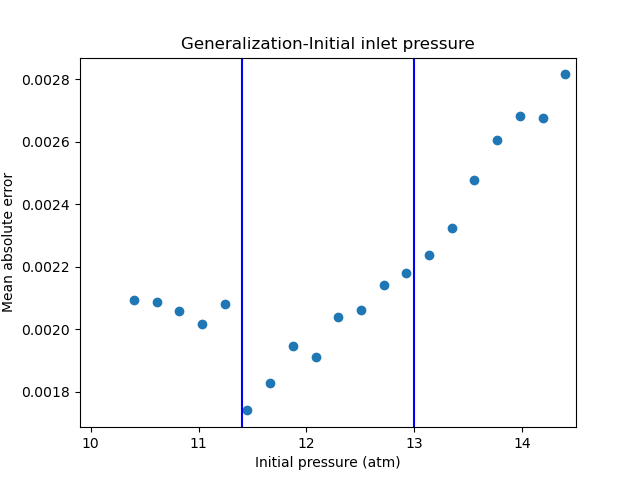 Generalization-Initial inlet pressure
0.0028
0.0026
0.0024
0.0022
0.0020
0.0018
Mean absolute error
10 11 12 13 14
Initial pressure (atm)